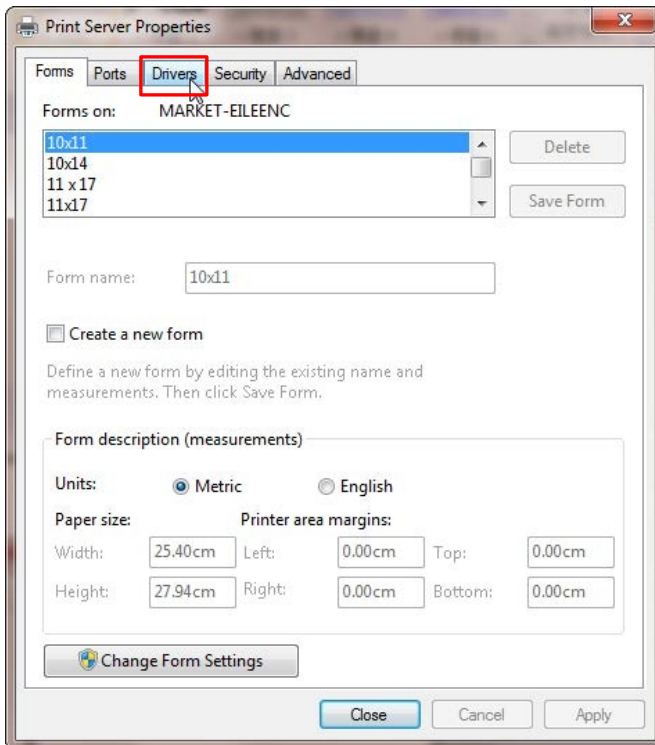 Print Server Properties
Forms Ports Drivers Security Advanced
Forms on: MARKET-EILEENC
10x11
10x14
11 x 17
11x17
Delete
Save Form
Form name: 10x11
Create a new form
Define a new form by editing the existing name and
measurements. Then click Save Form.
Form description (measurements)
Units: Metric English
Paper size: Printer area margins:
Width: 25.40cm Left: 0.00cm Top: 0.00cm
Height: 27.94cm Right: 0.00cm Bottom: 0.00cm
Change Form Settings
Close Cancel Apply